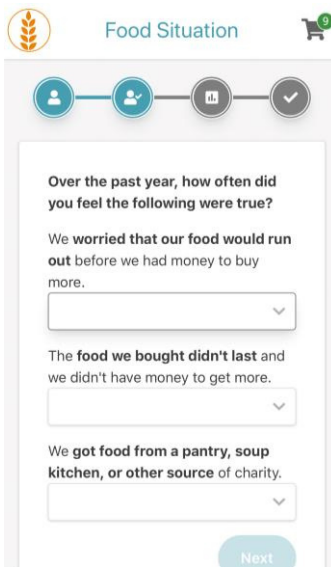 Food Situation
9
Over the past year, how often did
you feel the following were true?
We worried that our food would run
out before we had money to buy
more.
The food we bought didn't last and
we didn't have money to get more.
We got food from a pantry, soup
kitchen, or other source of charity.
Next